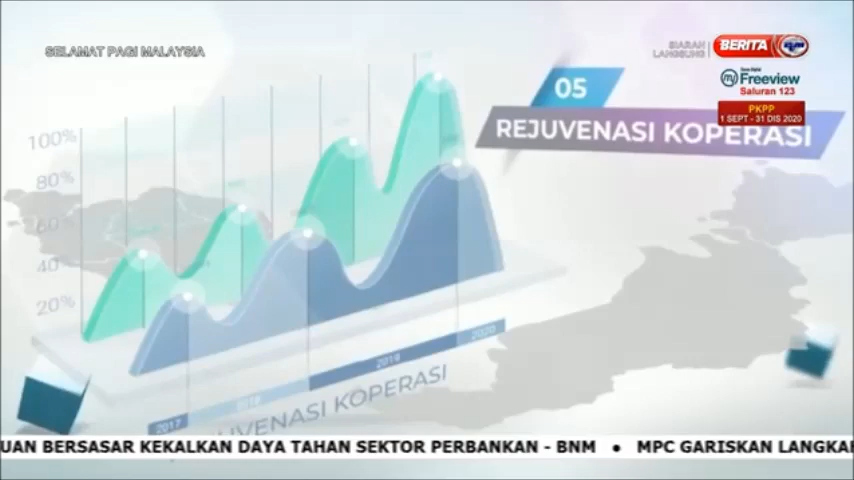 SELAMAT PAGI MALAYSIA
SIARAN
LANGSUNG
BERITA
myFreeview
Saluran 123
PKPP
1 SEPT - 31 DIS 2020
05
REJUVENASI KOPERASI
100%
80%
60
40%
20%
2017
2018
2019
2020
UVENASI KOPERASI
UAN BERSASAR KEKALKAN DAYA TAHAN SEKTOR PERBANKAN - BNM • MPC GARISKAN LANGKA